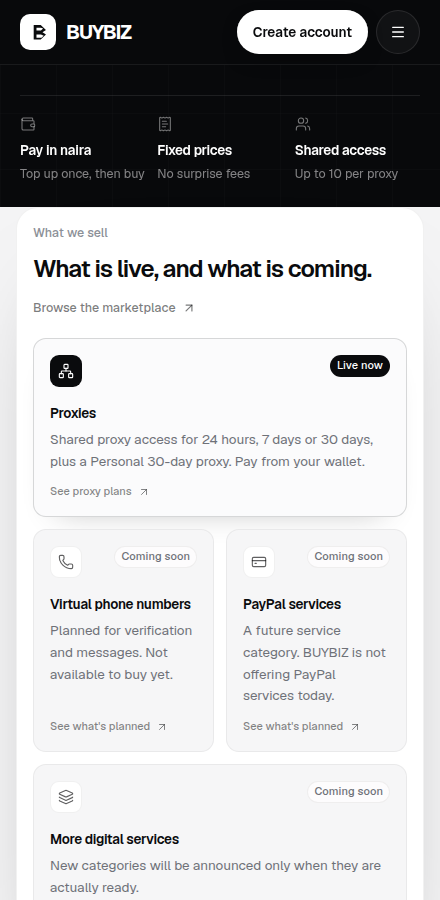 BUYBIZ
Create account
Pay in naira
Top up once, then buy
Fixed prices
No surprise fees
Shared access
Up to 10 per proxy
What we sell
What is live, and what is coming.
Browse the marketplace
Live now
Proxies
Shared proxy access for 24 hours, 7 days or 30 days,
plus a Personal 30-day proxy. Pay from your wallet.
See proxy plans
Coming soon
Virtual phone numbers
Planned for verification
and messages. Not
available to buy yet.
See what's planned
Coming soon
PayPal services
A future service
category. BUYBIZ is not
offering PayPal
services today.
See what's planned
Coming soon
More digital services
New categories will be announced only when they are
actually ready.